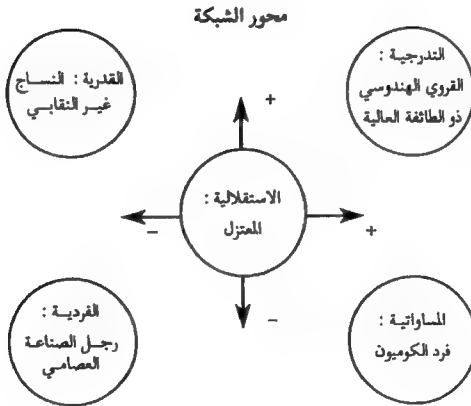 محور الشبكة
التدرجية :
القروي الهندوسي
ذو الطائفة العالية
القدرية : النساج
غير النقابي
+
الاستقلالية :
المعتزل
−
+
−
المساواتية :
فرد الكوميون
الفردية :
رجل الصناعة
العصامي